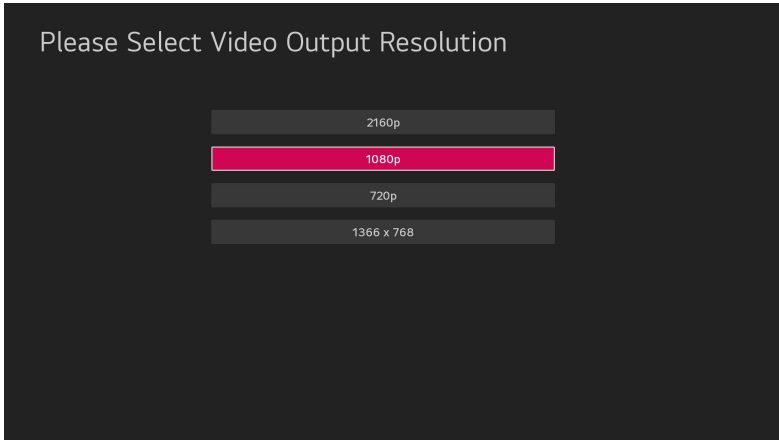 Please Select Video Output Resolution
2160p
1080p
720p
1366 x 768